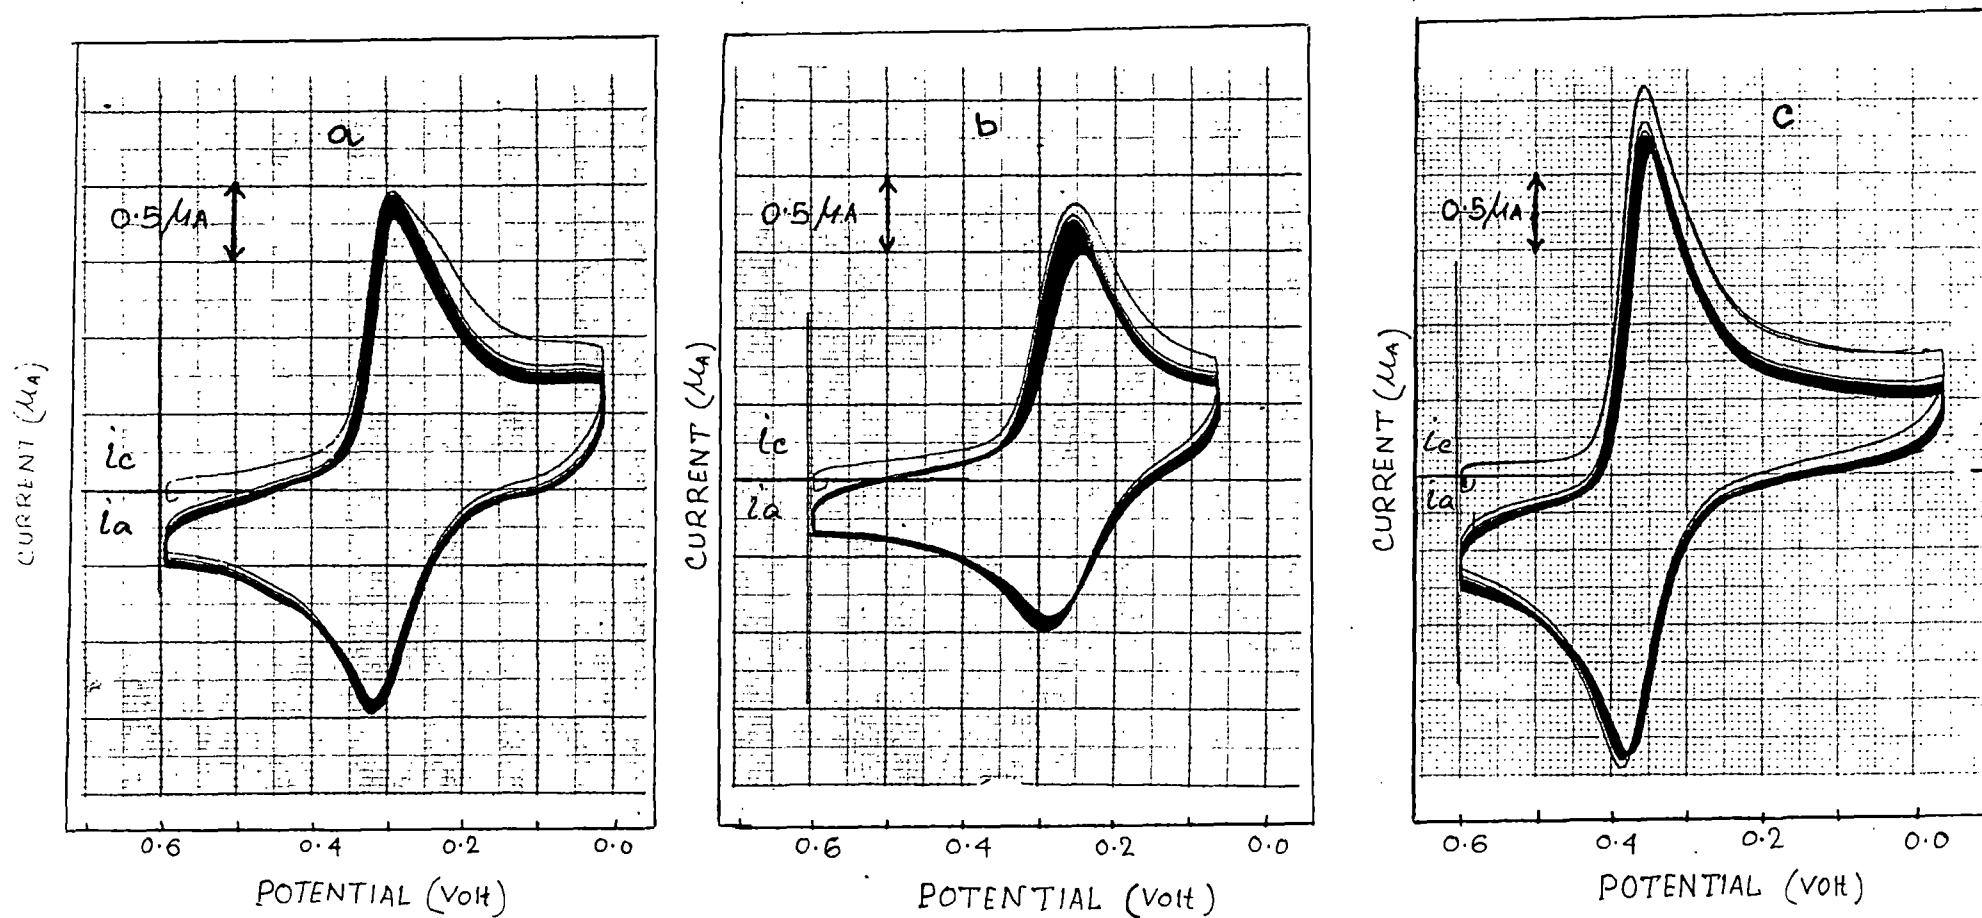 a
0.5 μA
ic
ia
CURRENT (μA)
0.6 0.4 0.2 0.0
POTENTIAL (VOlt)
b
0.5 μA
ic
ia
CURRENT (μA)
0.6 0.4 0.2 0.0
POTENTIAL (VOlt)
c
0.5 μA
ic
ia
CURRENT (μA)
0.6 0.4 0.2 0.0
POTENTIAL (VOlt)